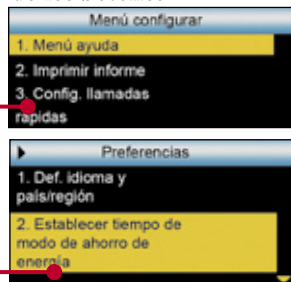 Menú configurar
1. Menú ayuda
2. Imprimir informe
3. Config. llamadas
rapidas
Preferencias
1. Def. idioma y
país/región
2. Establecer tiempo de
modo de ahorro de
energía